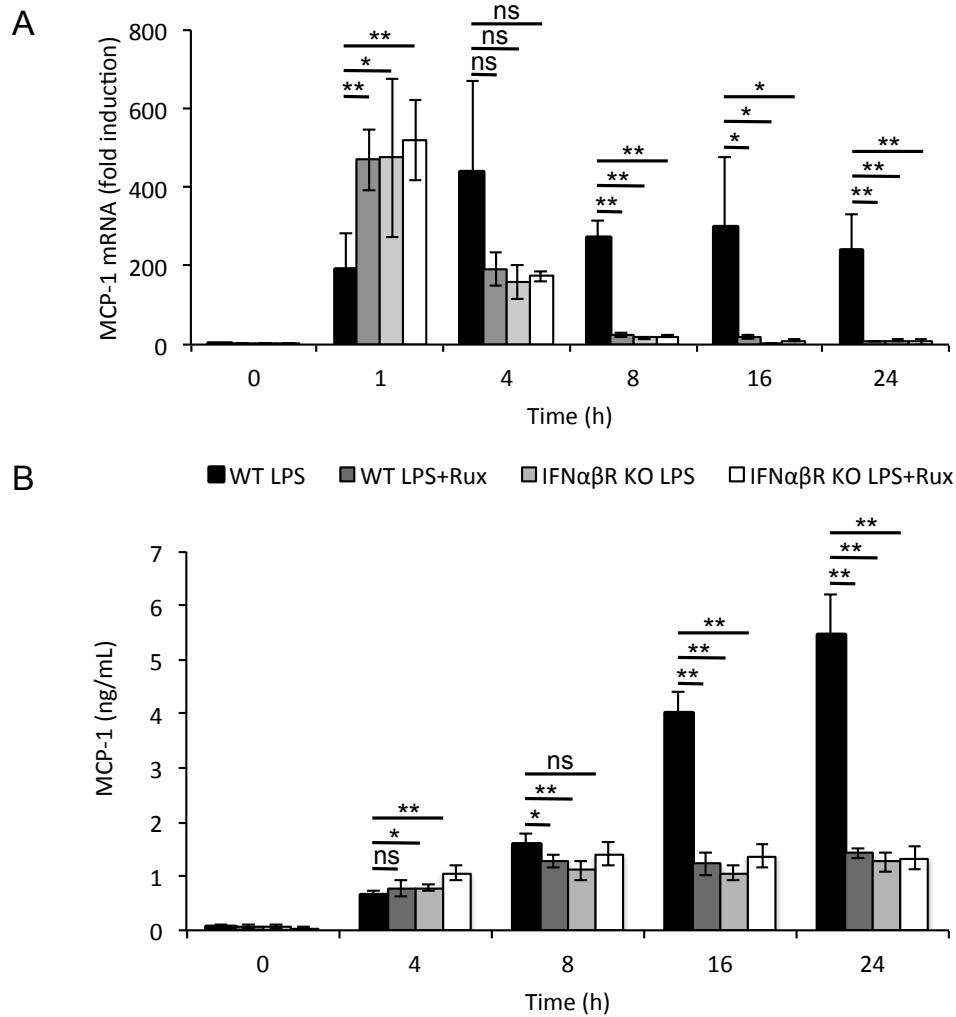 A
MCP-1 mRNA (fold induction)
800
600
400
200
0
** * **
ns ns ns
** ** **
* * *
** ** **
0 1 4 8 16 24
Time (h)
WT LPS WT LPS+Rux IFNαβR KO LPS IFNαβR KO LPS+Rux
B
MCP-1 (ng/mL)
7
6
5
4
3
2
1
0
ns * **
* ** ns
** ** **
** ** **
0 4 8 16 24
Time (h)